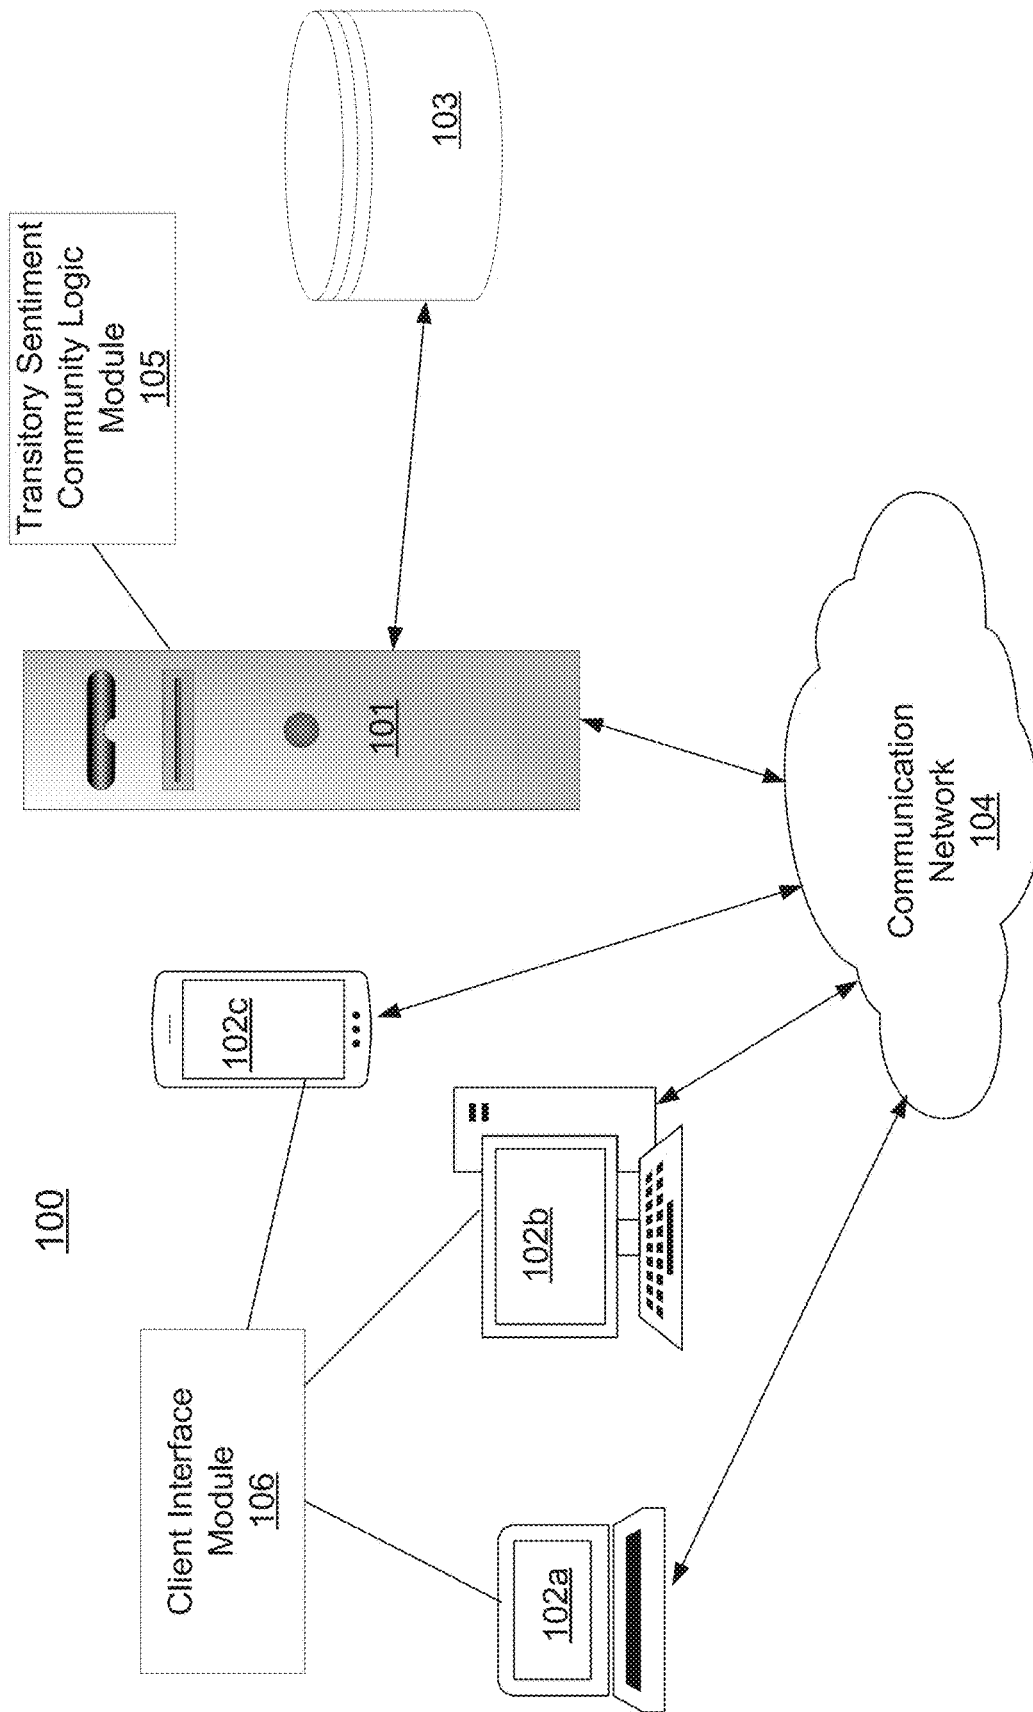 100
Client Interface
Module
106
102a
102b
102c
101
Transitory Sentiment
Community Logic
Module
105
103
Communication
Network
104